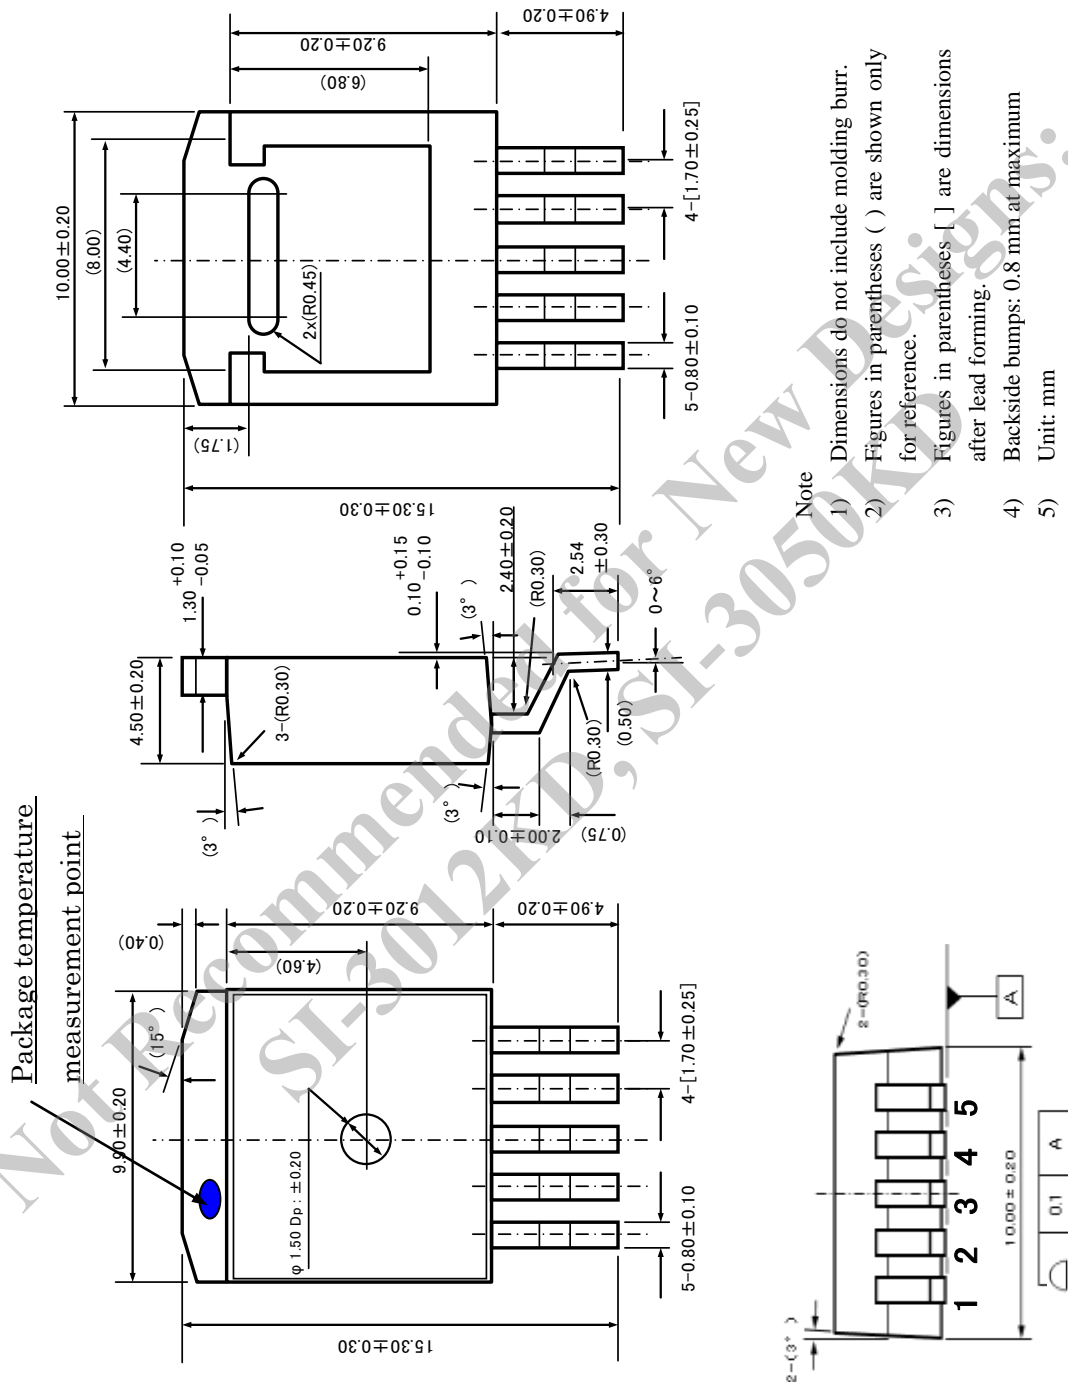 Package temperature
measurement point
9.90±0.20
(15° )
(0.40)
9.20±0.20
(4.60)
4.90±0.20
15.30±0.30
φ 1.50 Dp : ±0.20
4-[1.70±0.25]
5-0.80±0.10
4.50±0.20
1.30 +0.10 -0.05
3-(R0.30)
(3° )
0.10 +0.15 -0.10
(3° )
2.40±0.20
(R0.30)
2.54
±0.30
0~6°
(3° )
2.00±0.10
(0.75)
(R0.30)
(0.50)
10.00±0.20
(8.00)
(4.40)
2x(R0.45)
(1.75)
15.30±0.30
9.20±0.20
(6.80)
4.90±0.20
4-[1.70±0.25]
5-0.80±0.10
2-(3° )
2-(R0.30)
1 2 3 4 5
10.00±0.20
A
0.1 A
Note
1) Dimensions do not include molding burr.
2) Figures in parentheses ( ) are shown only
for reference.
3) Figures in parentheses [ ] are dimensions
after lead forming.
4) Backside bumps: 0.8 mm at maximum
5) Unit: mm
Not Recommended for New Designs:
SI-3012KD, SI-3050KD